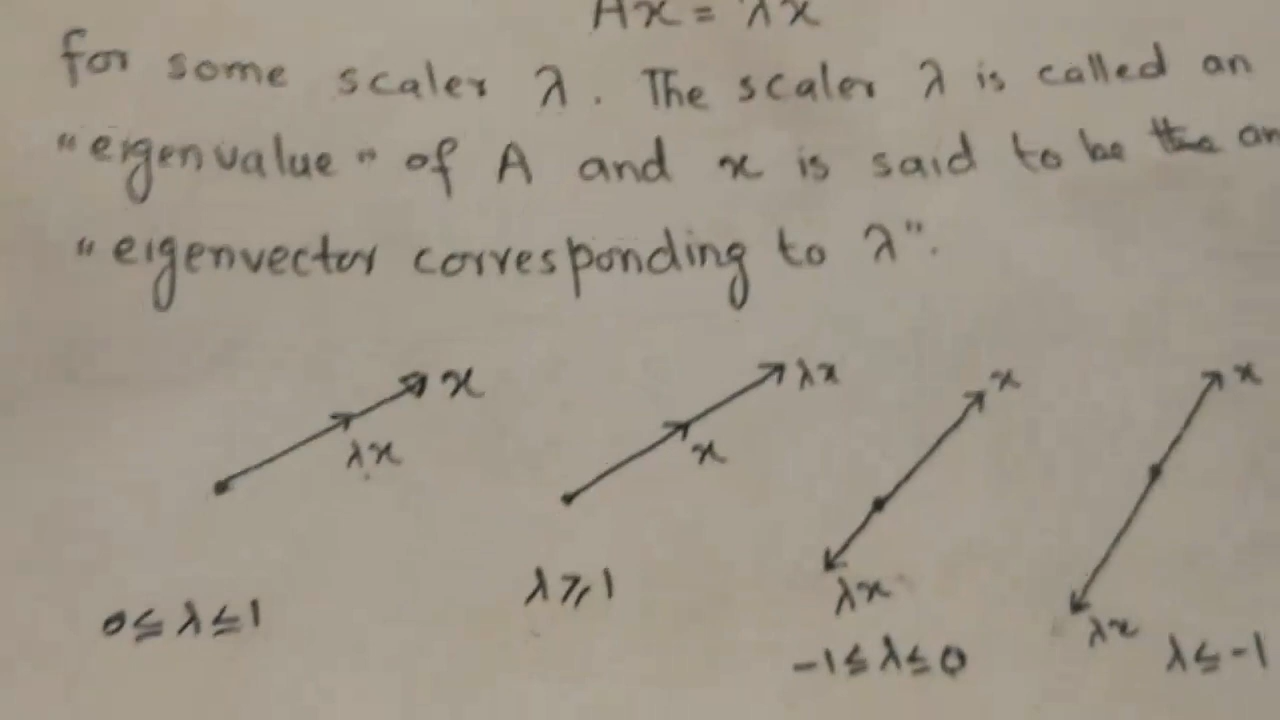 Ax = λx
for some scaler λ. The scaler λ is called an
"eigenvalue" of A and x is said to be the an
"eigenvector corresponding to λ".
x
λx
0 ≤ λ ≤ 1
λx
x
λ ⩾ 1
x
λx
-1 ≤ λ ≤ 0
x
λx
λ ≤ -1